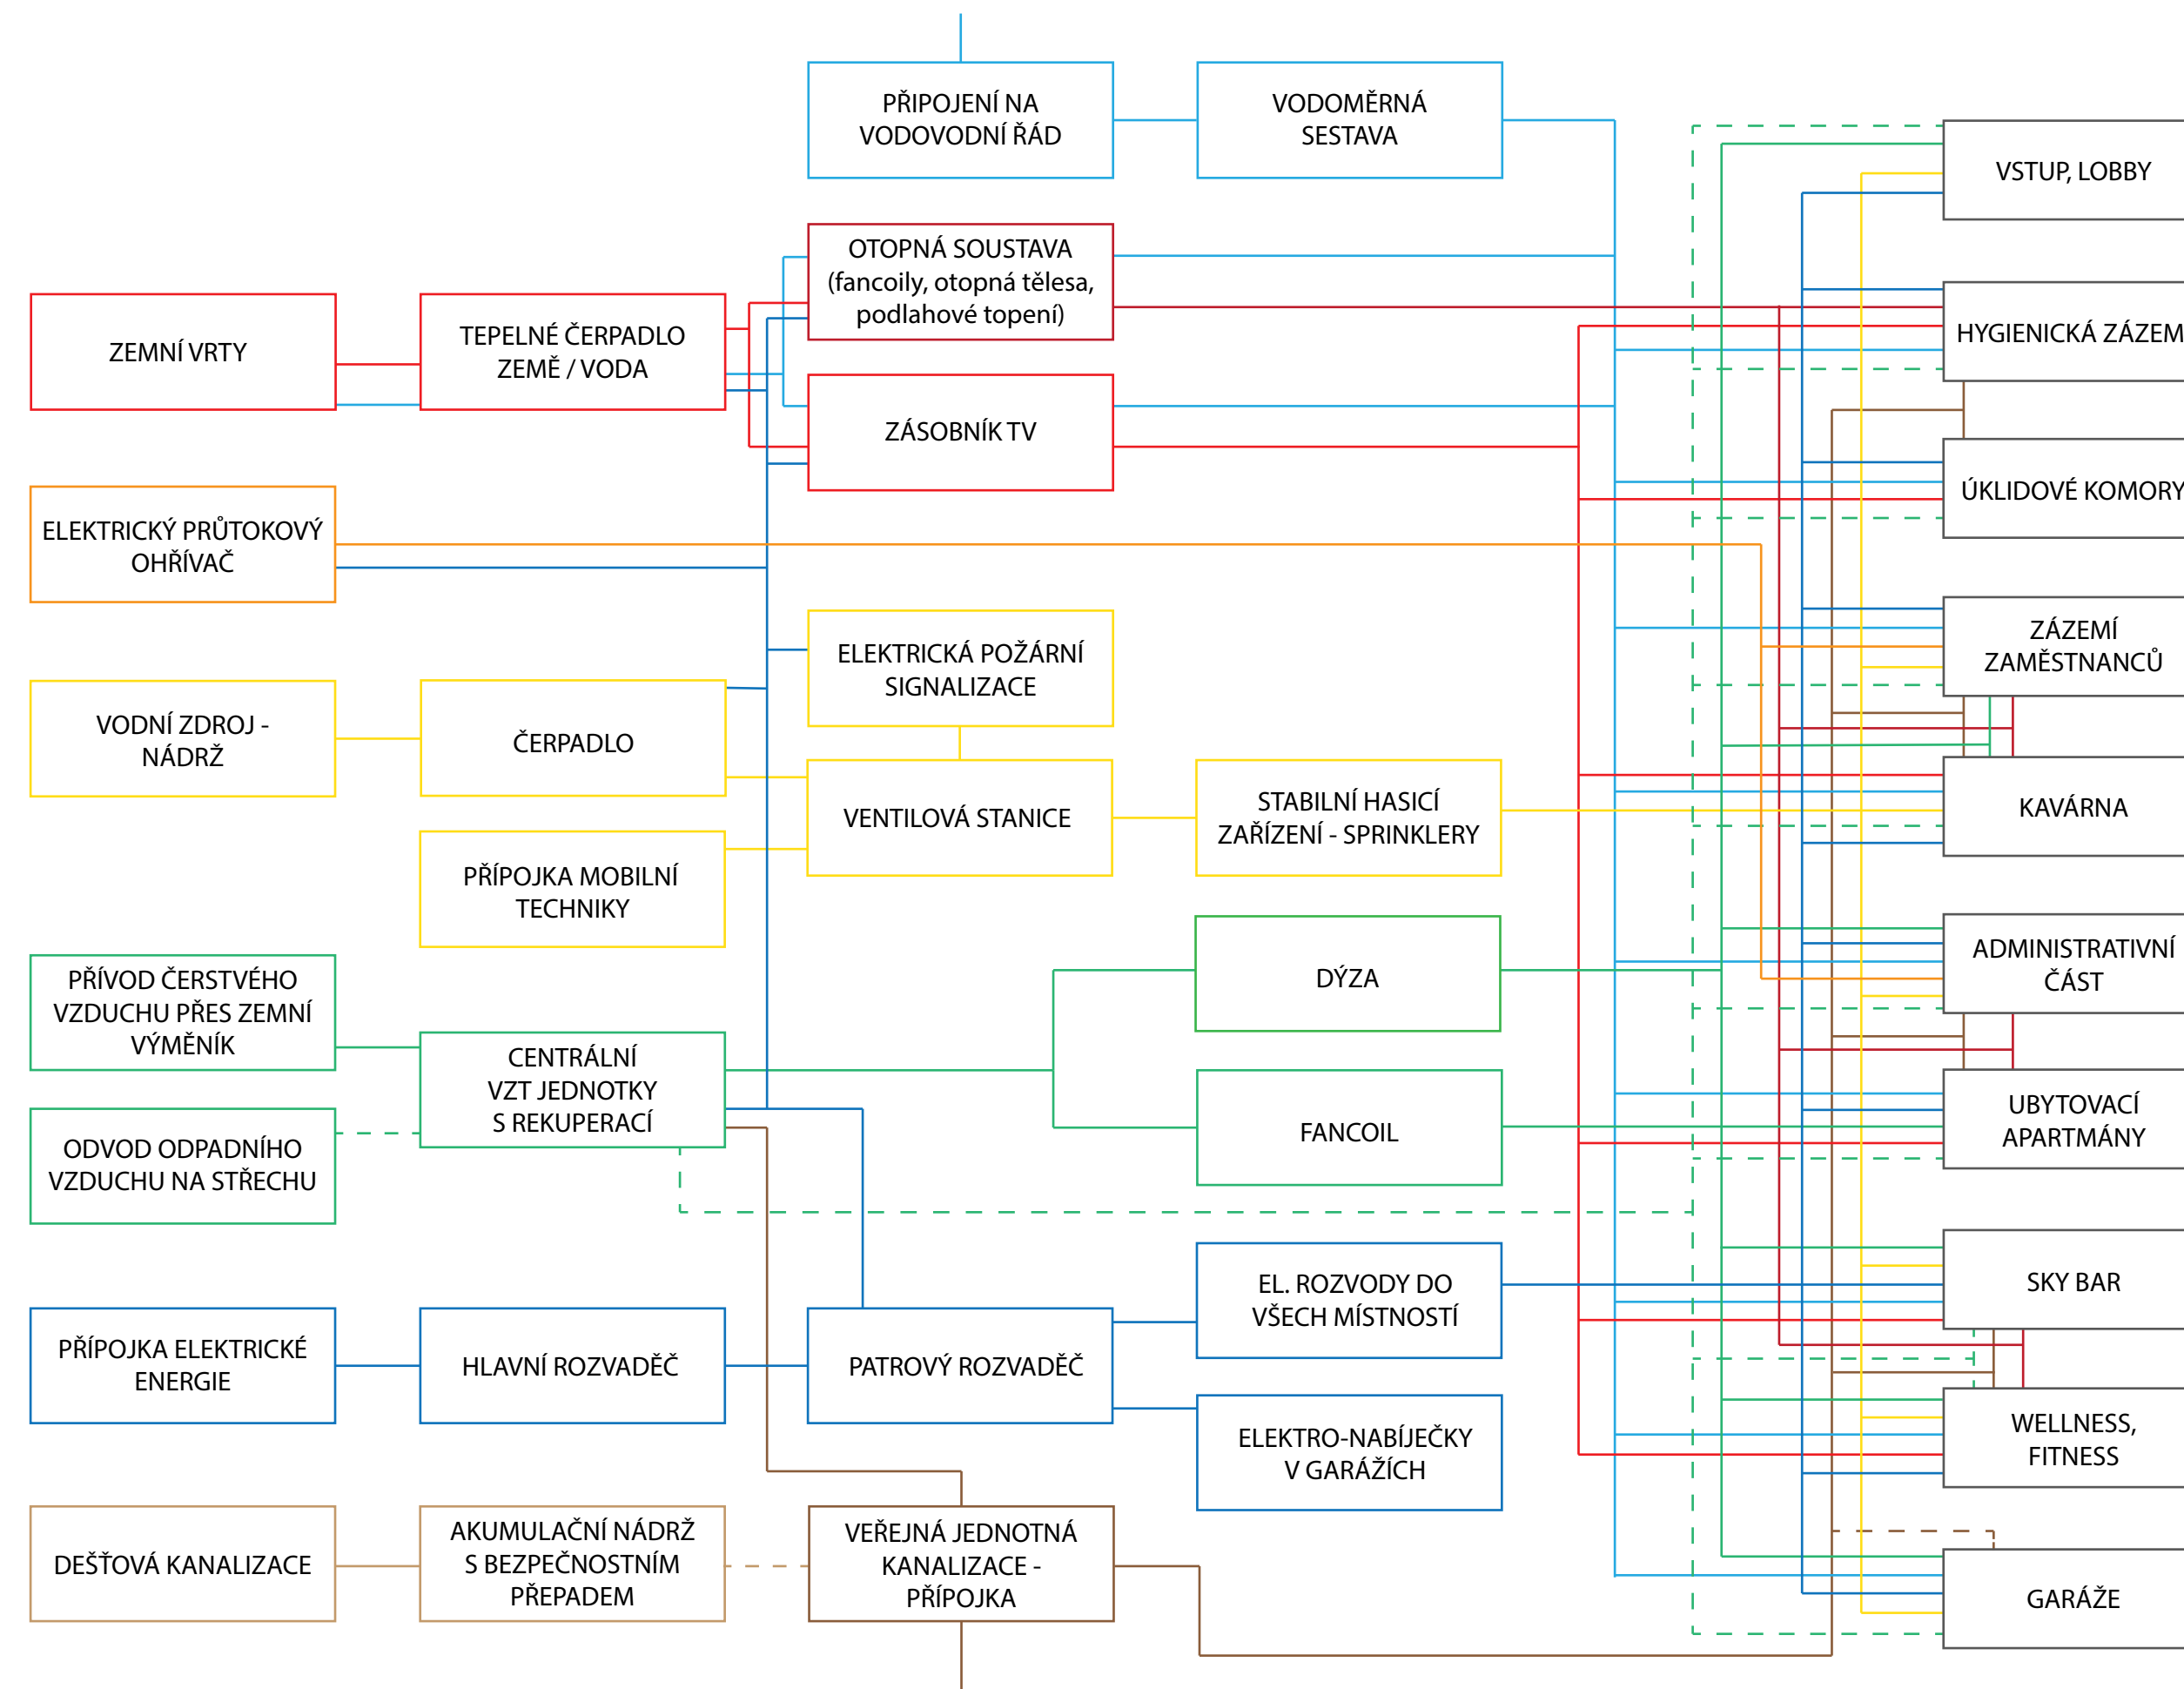 PŘIPOJENÍ NA
VODOVODNÍ ŘÁD
VODOMĚRNÁ
SESTAVA
VSTUP, LOBBY
OTOPNÁ SOUSTAVA
(fancoily, otopná tělesa,
podlahové topení)
ZEMNÍ VRTY
TEPELNÉ ČERPADLO
ZEMĚ / VODA
HYGIENICKÁ ZÁZEM
ZÁSOBNÍK TV
ÚKLIDOVÉ KOMORY
ELEKTRICKÝ PRŮTOKOVÝ
OHŘÍVAČ
ELEKTRICKÁ POŽÁRNÍ
SIGNALIZACE
ZÁZEMÍ
ZAMĚSTNANCŮ
VODNÍ ZDROJ -
NÁDRŽ
ČERPADLO
VENTILOVÁ STANICE
STABILNÍ HASICÍ
ZAŘÍZENÍ - SPRINKLERY
KAVÁRNA
PŘÍPOJKA MOBILNÍ
TECHNIKY
PŘÍVOD ČERSTVÉHO
VZDUCHU PŘES ZEMNÍ
VÝMĚNÍK
DÝZA
ADMINISTRATIVNÍ
ČÁST
CENTRÁLNÍ
VZT JEDNOTKY
S REKUPERACÍ
ODVOD ODPADNÍHO
VZDUCHU NA STŘECHU
FANCOIL
UBYTOVACÍ
APARTMÁNY
EL. ROZVODY DO
VŠECH MÍSTNOSTÍ
SKY BAR
PŘÍPOJKA ELEKTRICKÉ
ENERGIE
HLAVNÍ ROZVADĚČ
PATROVÝ ROZVADĚČ
ELEKTRO-NABÍJEČKY
V GARÁŽÍCH
WELLNESS,
FITNESS
DEŠŤOVÁ KANALIZACE
AKUMULAČNÍ NÁDRŽ
S BEZPEČNOSTNÍM
PŘEPADEM
VEŘEJNÁ JEDNOTNÁ
KANALIZACE -
PŘÍPOJKA
GARÁŽE